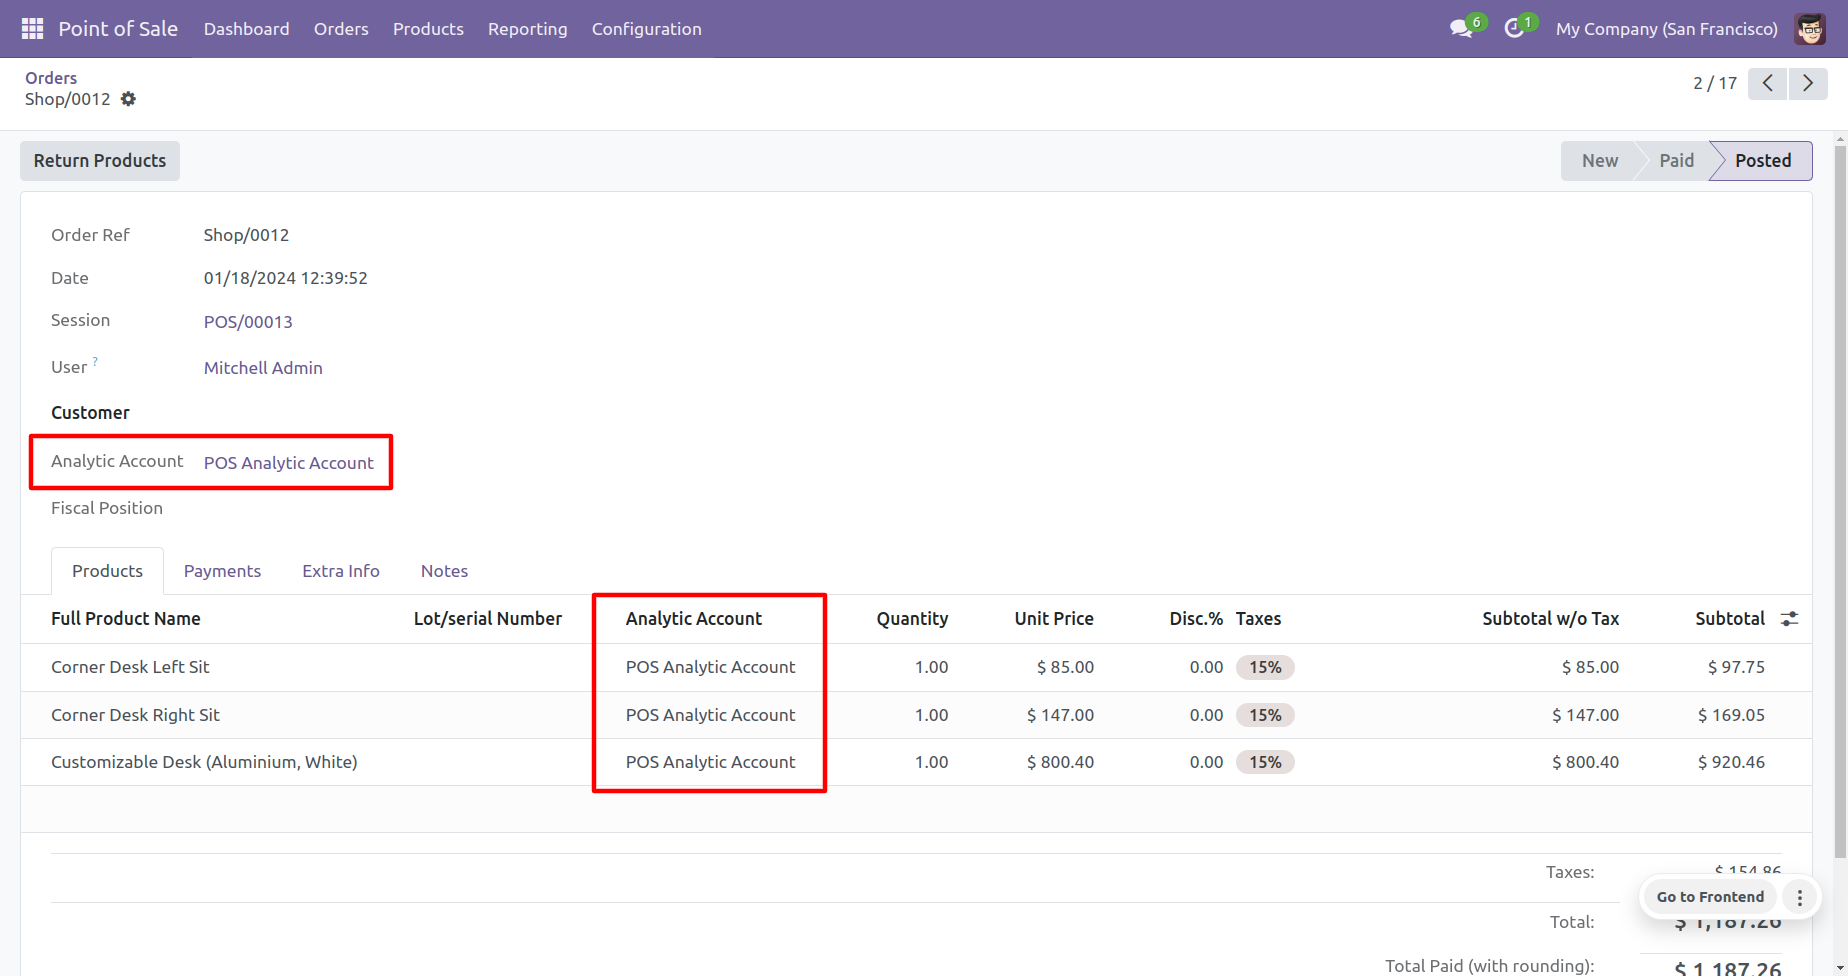 Point of Sale Dashboard Orders Products Reporting Configuration 6 1 My Company (San Francisco)
Orders
Shop/0012
2 / 17
Return Products
New Paid Posted
Order Ref Shop/0012
Date 01/18/2024 12:39:52
Session POS/00013
User ? Mitchell Admin
Customer
Analytic Account POS Analytic Account
Fiscal Position
Products Payments Extra Info Notes
Full Product Name Lot/serial Number Analytic Account Quantity Unit Price Disc.% Taxes Subtotal w/o Tax Subtotal
Corner Desk Left Sit POS Analytic Account 1.00 $ 85.00 0.00 15% $ 85.00 $ 97.75
Corner Desk Right Sit POS Analytic Account 1.00 $ 147.00 0.00 15% $ 147.00 $ 169.05
Customizable Desk (Aluminium, White) POS Analytic Account 1.00 $ 800.40 0.00 15% $ 800.40 $ 920.46
Taxes: $ 154.86
Go to Frontend
Total: $ 1,187.26
Total Paid (with rounding): $ 1,187.26